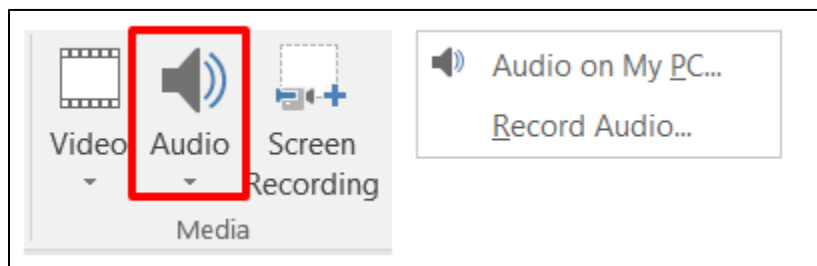 Video
Audio
Screen
Recording
Media
Audio on My PC...
Record Audio...